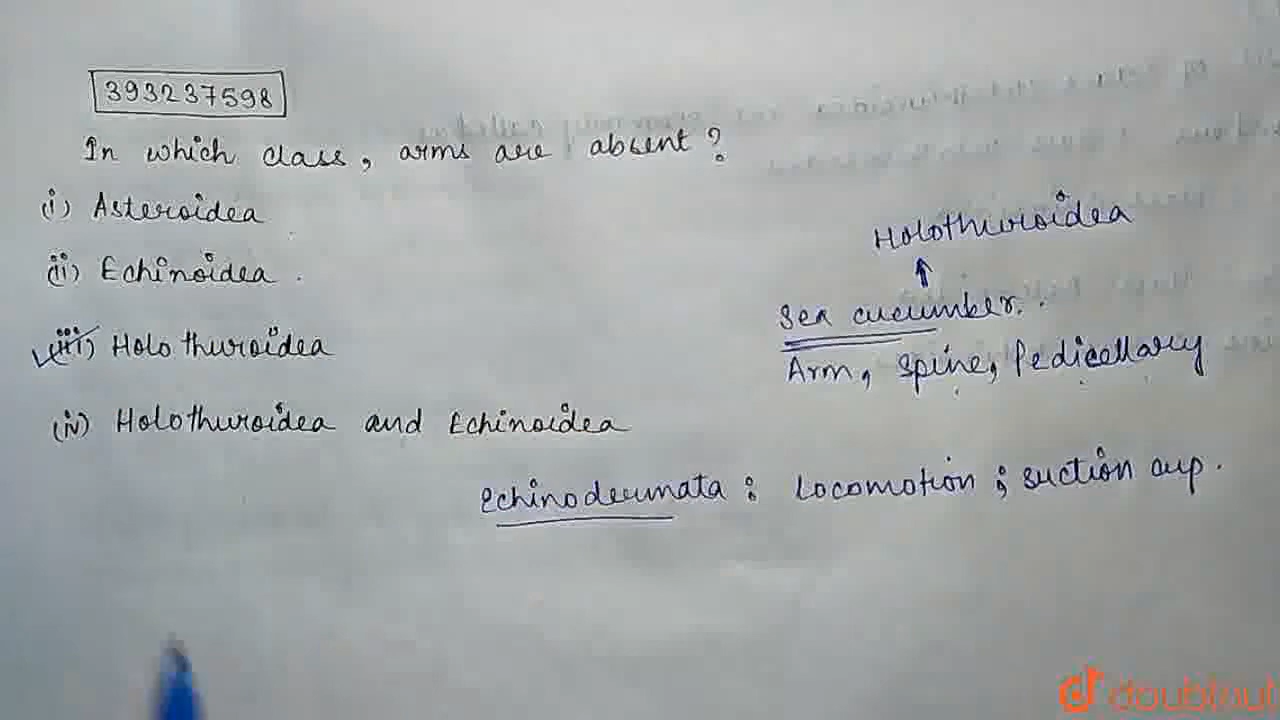 393237598
In which class, arms are absent?
(i) Asteroidea
(ii) Echinoidea.
(iii) Holothuroidea
(iv) Holothuroidea and Echinoidea
Holothuroidea
↑
Sea cucumber.
Arm, Spine, Pedicellary
echinodermata: Locomotion; suction cup.
doubtnut